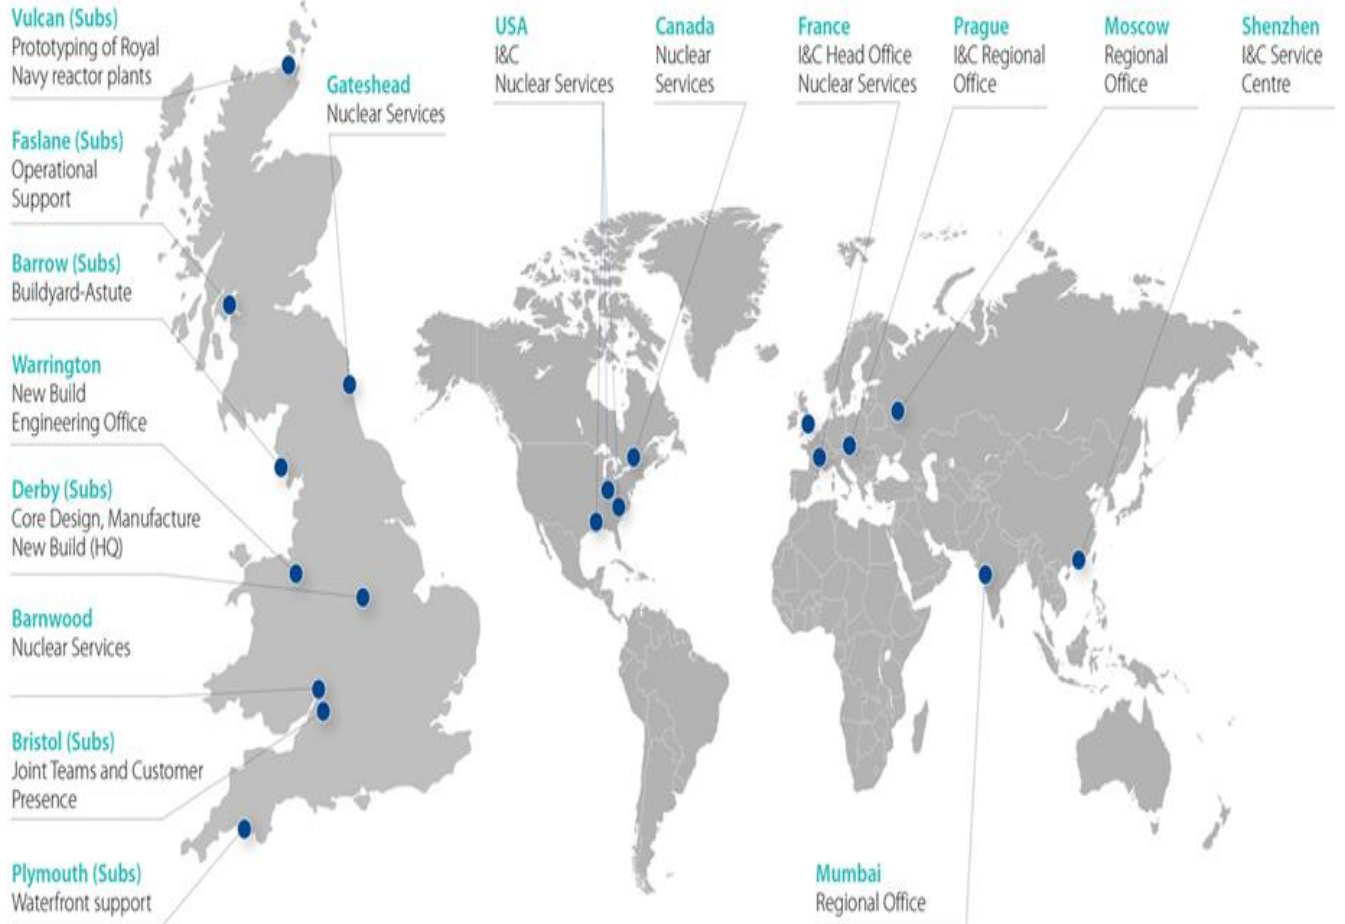 Vulcan (Subs)
Prototyping of Royal
Navy reactor plants
Faslane (Subs)
Operational
Support
Barrow (Subs)
Buildyard-Astute
Warrington
New Build
Engineering Office
Derby (Subs)
Core Design, Manufacture
New Build (HQ)
Barnwood
Nuclear Services
Bristol (Subs)
Joint Teams and Customer
Presence
Plymouth (Subs)
Waterfront support
Gateshead
Nuclear Services
USA
I&C
Nuclear Services
Canada
Nuclear
Services
France
I&C Head Office
Nuclear Services
Prague
I&C Regional
Office
Moscow
Regional
Office
Shenzhen
I&C Service
Centre
Mumbai
Regional Office